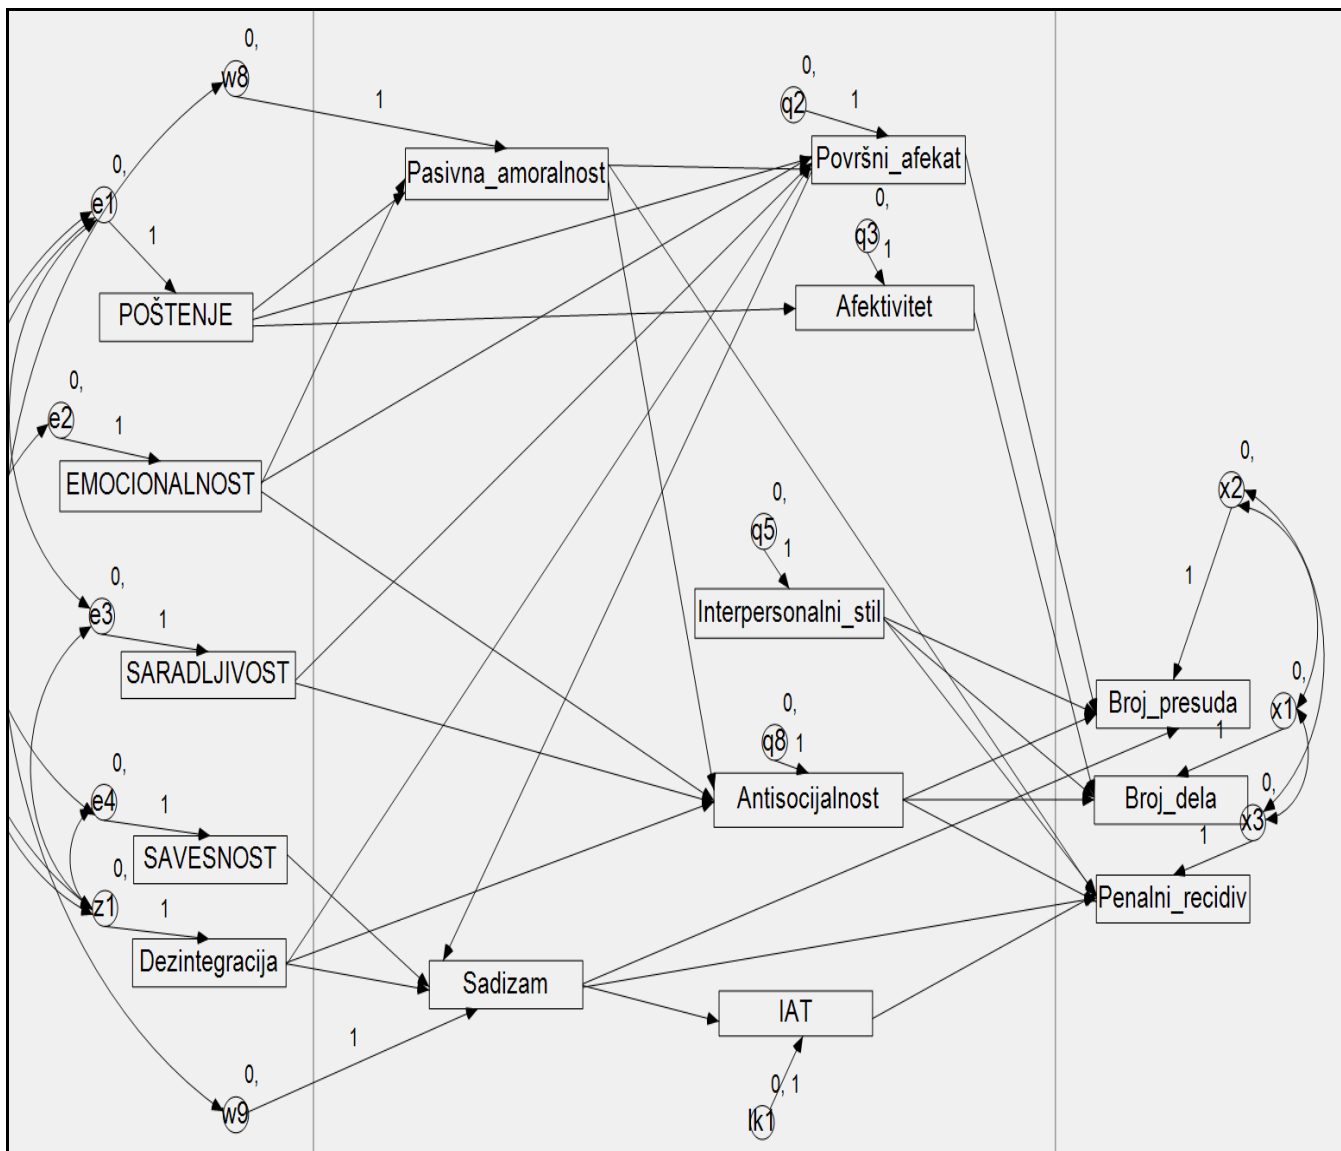 0,
w8
1
0,
q2
1
0,
e1
1
Pasivna_amoralnost
Površni_afekat
0,
q3
1
POŠTENJE
Afektivitet
0,
e2
1
EMOCIONALNOST
0,
x2
1
0,
q5
1
0,
e3
1
Interpersonalni_stil
SARADLJIVOST
Broj_presuda
0,
x1
1
0,
q8
1
0,
e4
1
Antisocijalnost
Broj_dela
0,
x3
1
SAVESNOST
0,
z1
1
Penalni_recidiv
Dezintegracija
Sadizam
IAT
1
0,
w9
0, 1
lk1